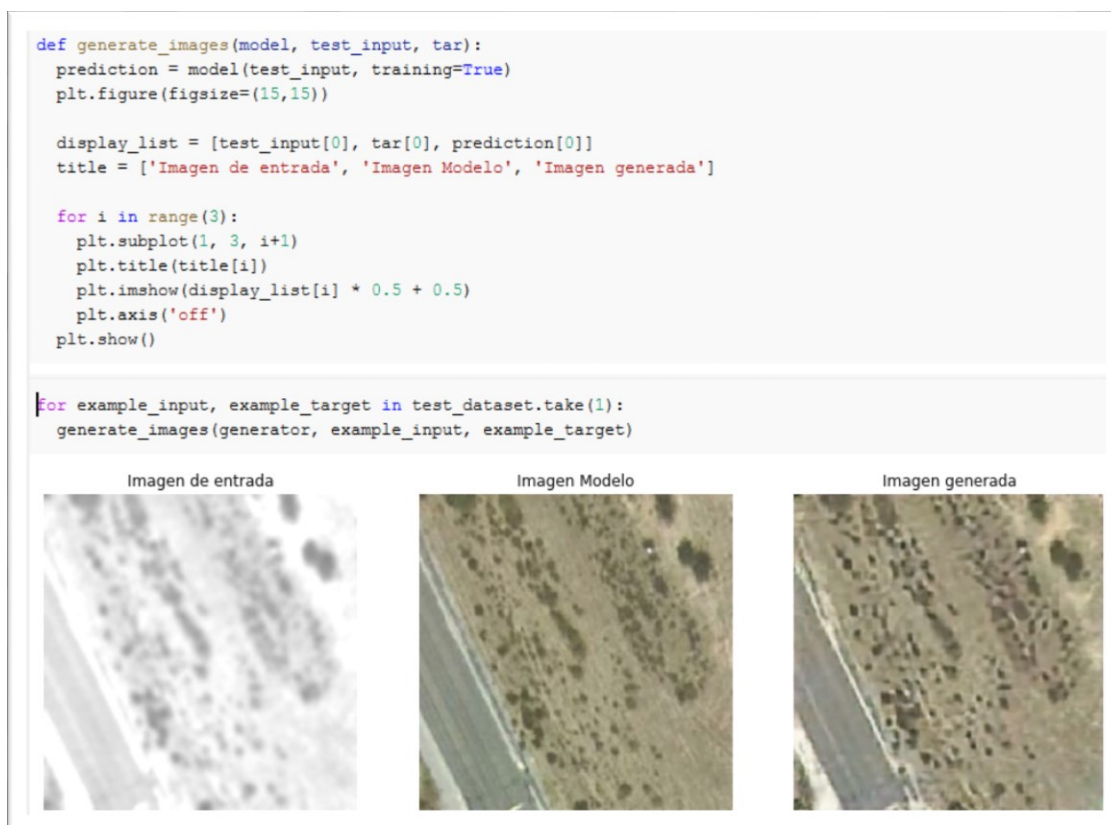 def generate_images(model, test_input, tar):
  prediction = model(test_input, training=True)
  plt.figure(figsize=(15,15))

  display_list = [test_input[0], tar[0], prediction[0]]
  title = ['Imagen de entrada', 'Imagen Modelo', 'Imagen generada']

  for i in range(3):
    plt.subplot(1, 3, i+1)
    plt.title(title[i])
    plt.imshow(display_list[i] * 0.5 + 0.5)
    plt.axis('off')
  plt.show()

for example_input, example_target in test_dataset.take(1):
  generate_images(generator, example_input, example_target)
Imagen de entrada
Imagen Modelo
Imagen generada